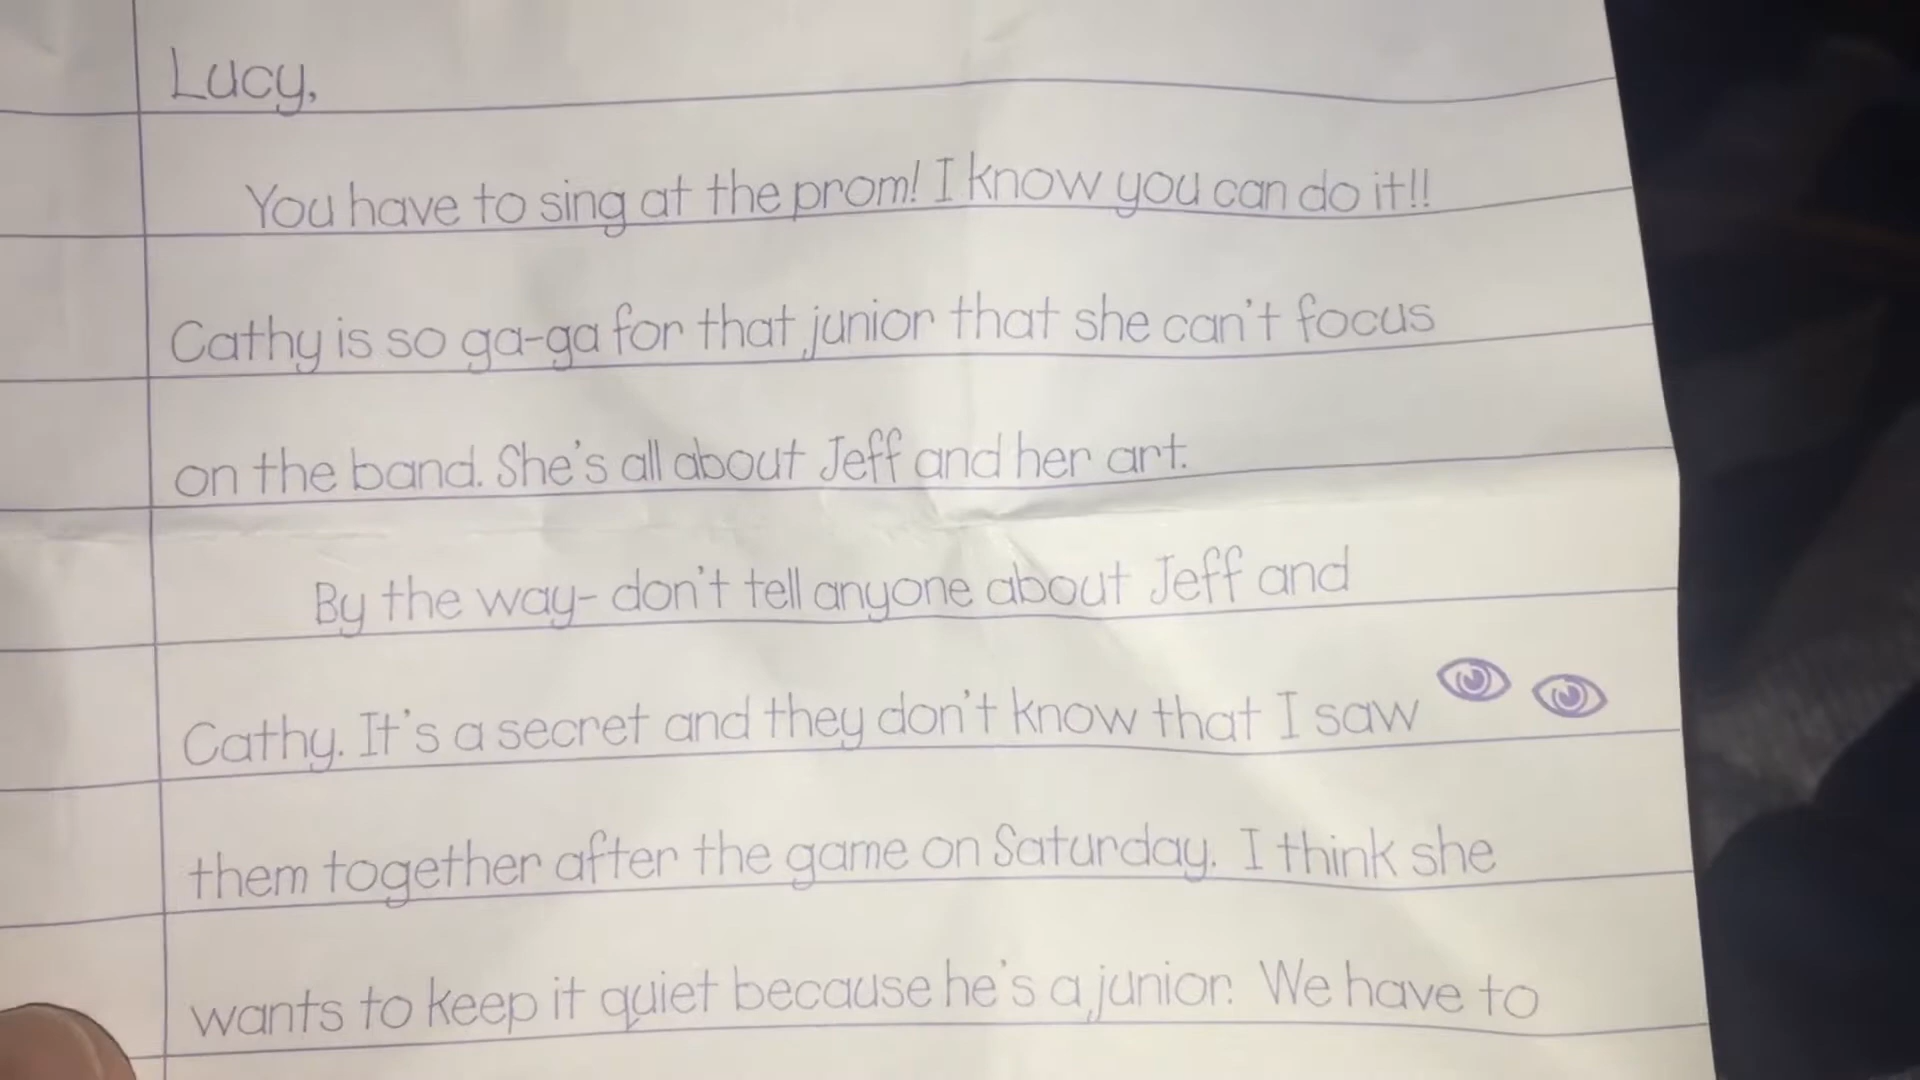 Lucy,
You have to sing at the prom! I know you can do it!!
Cathy is so ga-ga for that junior that she can't focus
on the band. She's all about Jeff and her art.
By the way- don't tell anyone about Jeff and
Cathy. It's a secret and they don't know that I saw
them together after the game on Saturday. I think she
wants to keep it quiet because he's a junior. We have to